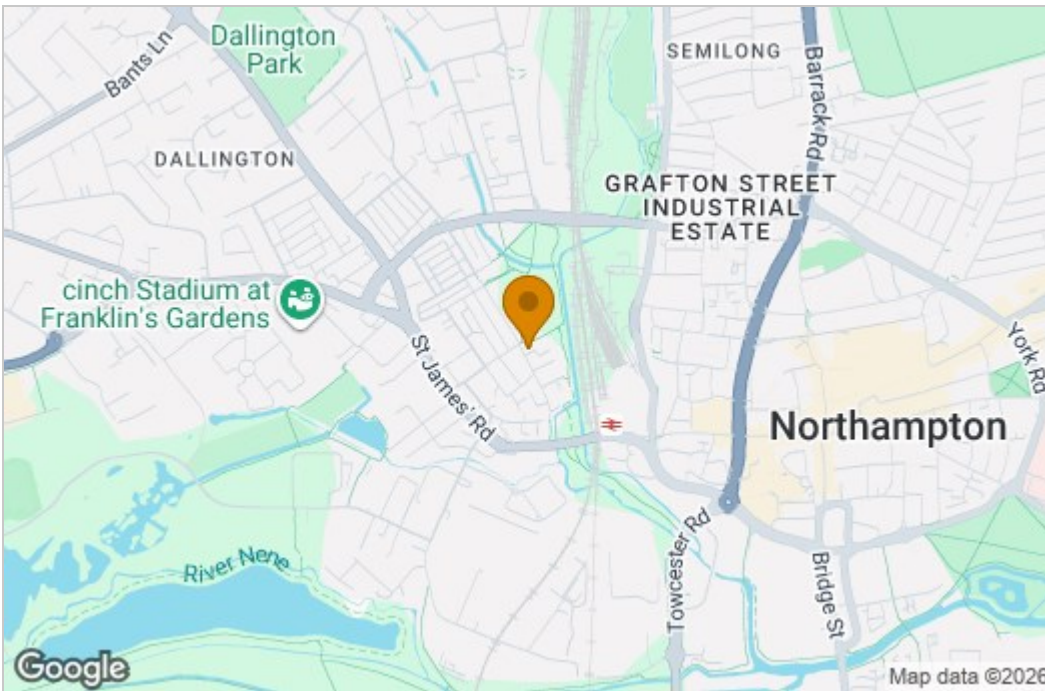 Dallington
Park
Bants Ln
SEMILONG
Barrack Rd
DALLINGTON
GRAFTON STREET
INDUSTRIAL
ESTATE
cinch Stadium at
Franklin's Gardens
St James' Rd
York Rd
Northampton
Towcester Rd
Bridge St
River Nene
Google
Map data ©2026